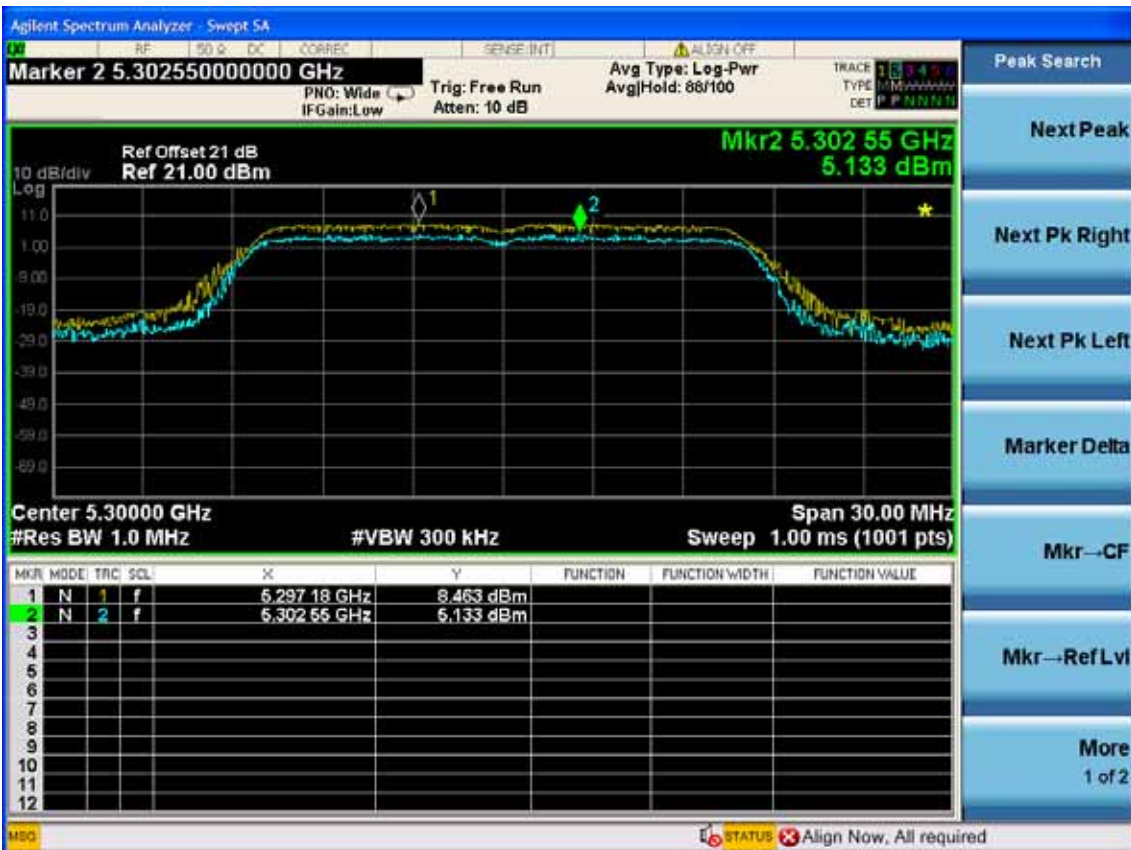 Agilent Spectrum Analyzer - Swept SA
RF 50 Ω DC CORREC SENSE:INT ALIGN OFF
Marker 2 5.302550000000 GHz
PNO: Wide
IFGain:Low
Trig: Free Run
Atten: 10 dB
Avg Type: Log-Pwr
Avg|Hold: 88/100
TRACE 1 2 3 4 5 6
TYPE M M
DET P P N N N N
Mkr2 5.302 55 GHz
5.133 dBm
Ref Offset 21 dB
10 dB/div Ref 21.00 dBm
Log
11.0
1.00
-9.00
-19.0
-29.0
-39.0
-49.0
-59.0
-69.0
1
2
*
Center 5.30000 GHz Span 30.00 MHz
#Res BW 1.0 MHz #VBW 300 kHz Sweep 1.00 ms (1001 pts)
MKR MODE TRC SCL X Y FUNCTION FUNCTION WIDTH FUNCTION VALUE
1 N 1 f 5.297 18 GHz 8.463 dBm
2 N 2 f 5.302 55 GHz 5.133 dBm
3
4
5
6
7
8
9
10
11
12
MSG STATUS Align Now, All required
Peak Search
Next Peak
Next Pk Right
Next Pk Left
Marker Delta
Mkr→CF
Mkr→Ref Lvl
More
1 of 2